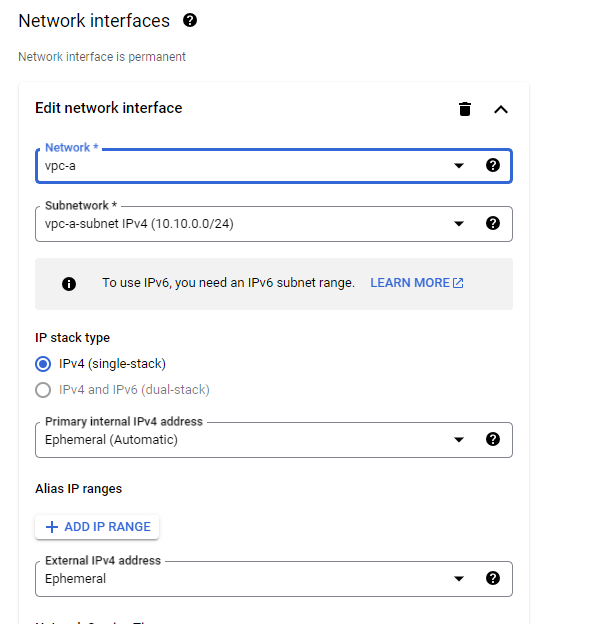 Network interfaces
Network interface is permanent
Edit network interface
Network *
vpc-a
Subnetwork *
vpc-a-subnet IPv4 (10.10.0.0/24)
To use IPv6, you need an IPv6 subnet range. LEARN MORE
IP stack type
IPv4 (single-stack)
IPv4 and IPv6 (dual-stack)
Primary internal IPv4 address
Ephemeral (Automatic)
Alias IP ranges
ADD IP RANGE
External IPv4 address
Ephemeral